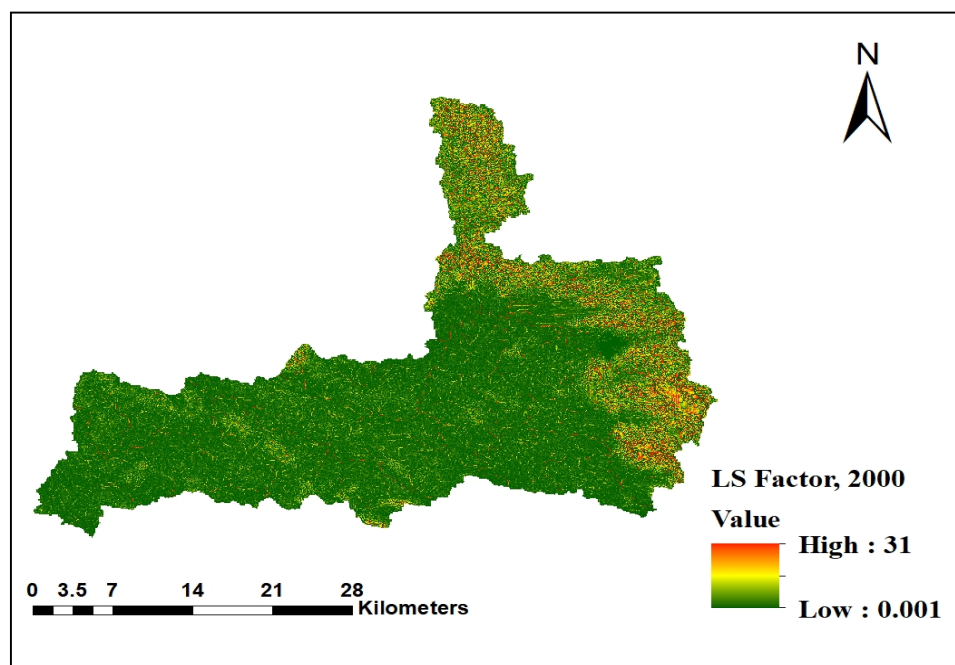 N
LS Factor, 2000
Value
High : 31
Low : 0.001
0 3.5 7 14 21 28
Kilometers